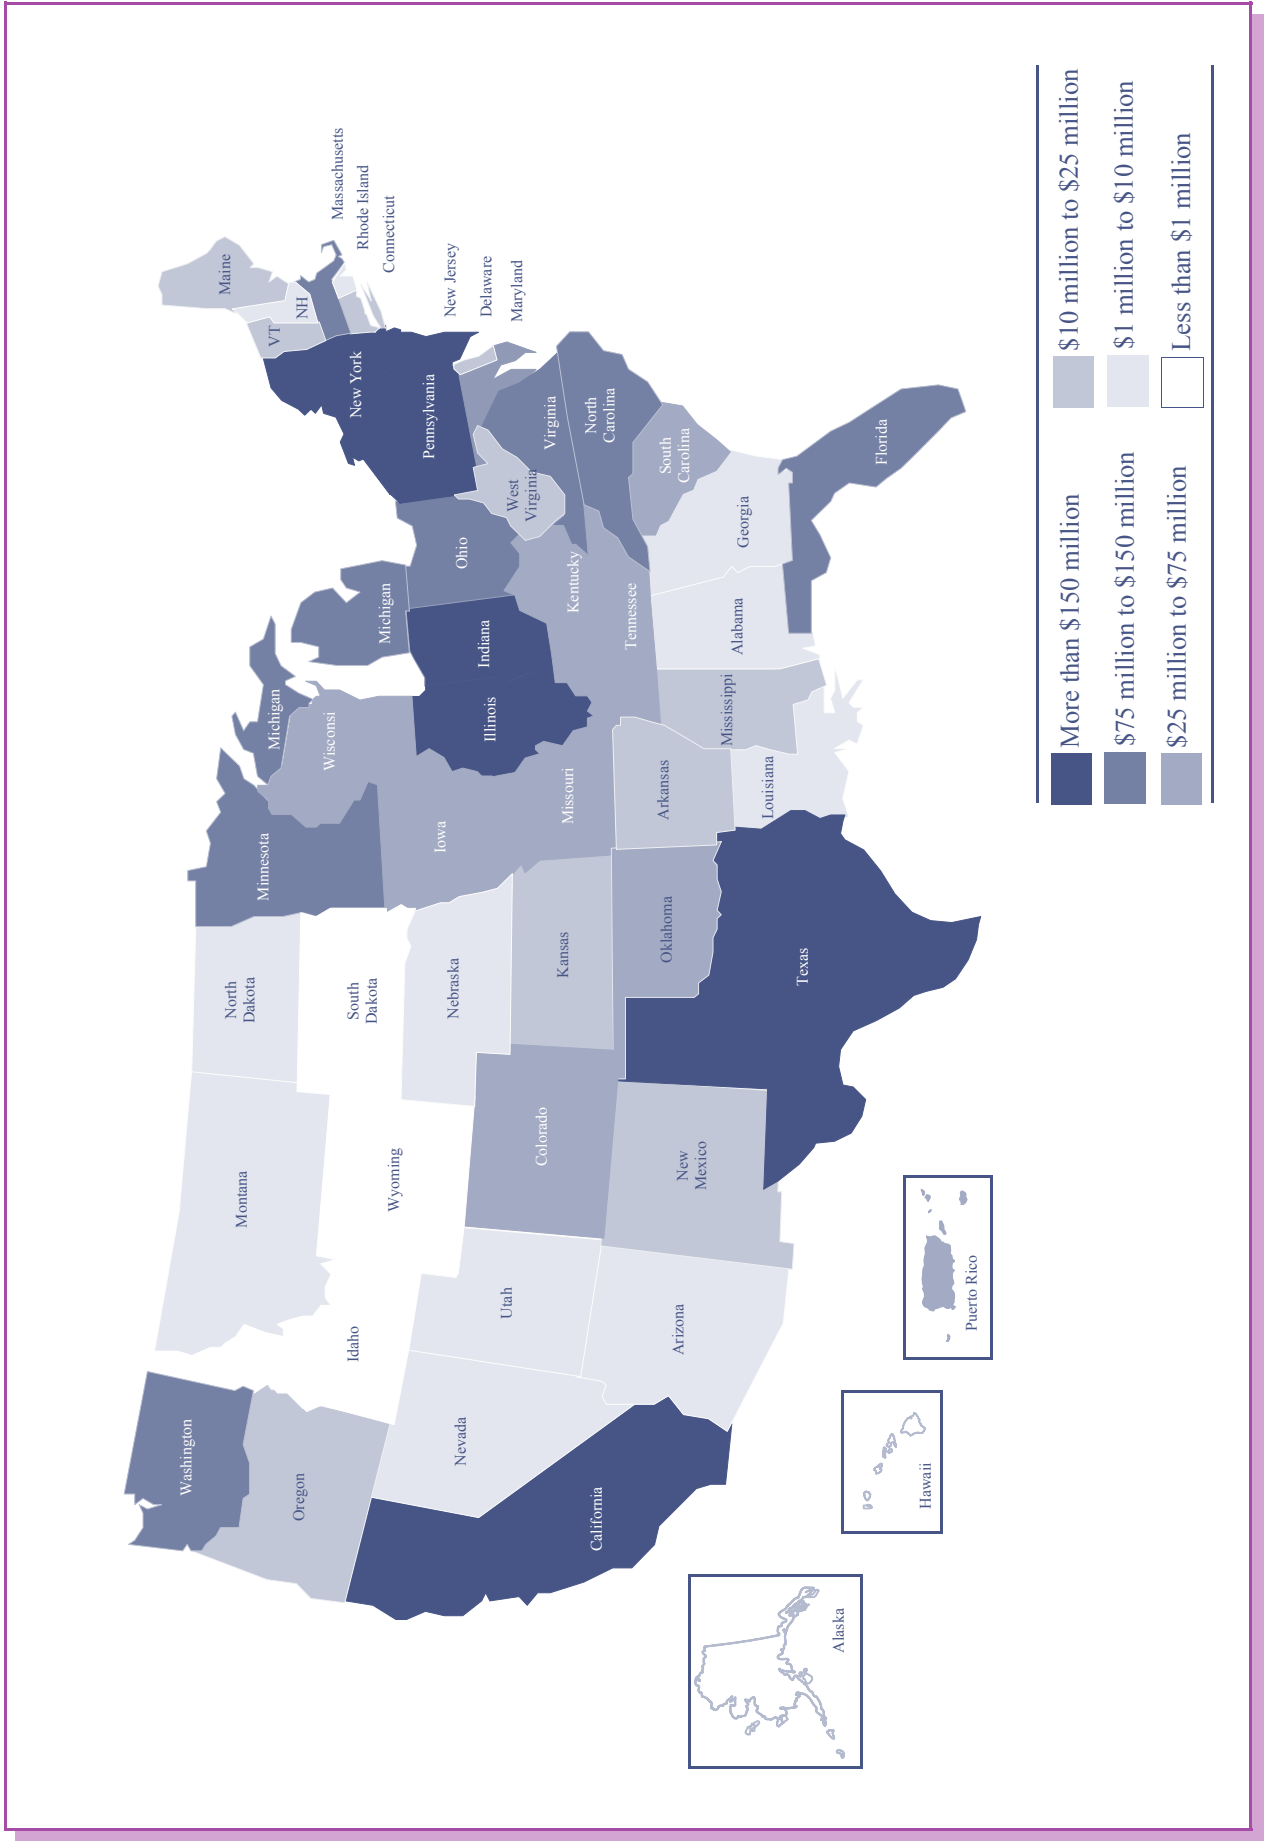 Washington
Oregon
California
Nevada
Idaho
Montana
Wyoming
Utah
Arizona
Colorado
New
Mexico
North
Dakota
South
Dakota
Nebraska
Kansas
Oklahoma
Texas
Minnesota
Iowa
Missouri
Arkansas
Louisiana
Wisconsi
Michigan
Michigan
Illinois
Indiana
Ohio
Kentucky
Tennessee
Mississippi
Alabama
Georgia
Florida
South
Carolina
North
Carolina
Virginia
West
Virginia
Pennsylvania
New York
VT
NH
Maine
Massachusetts
Rhode Island
Connecticut
New Jersey
Delaware
Maryland
Alaska
Hawaii
Puerto Rico
More than $150 million
$75 million to $150 million
$25 million to $75 million
$10 million to $25 million
$1 million to $10 million
Less than $1 million